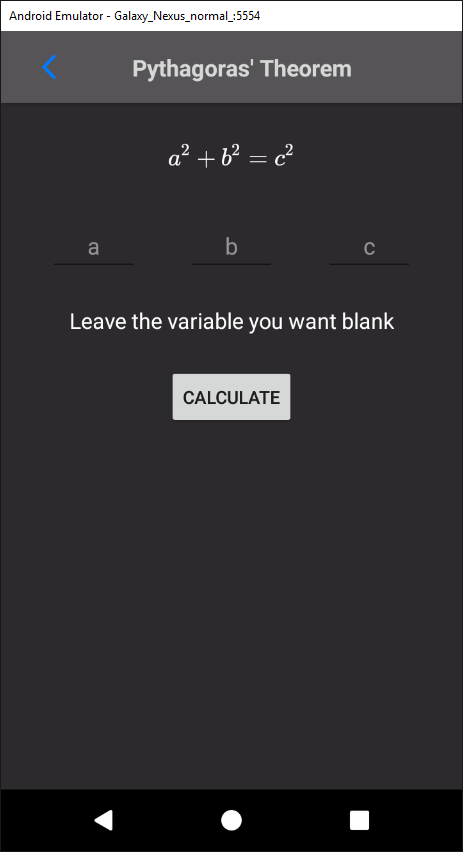 Android Emulator - Galaxy_Nexus_normal_:5554
Pythagoras' Theorem
a² + b² = c²
a b c
Leave the variable you want blank
CALCULATE